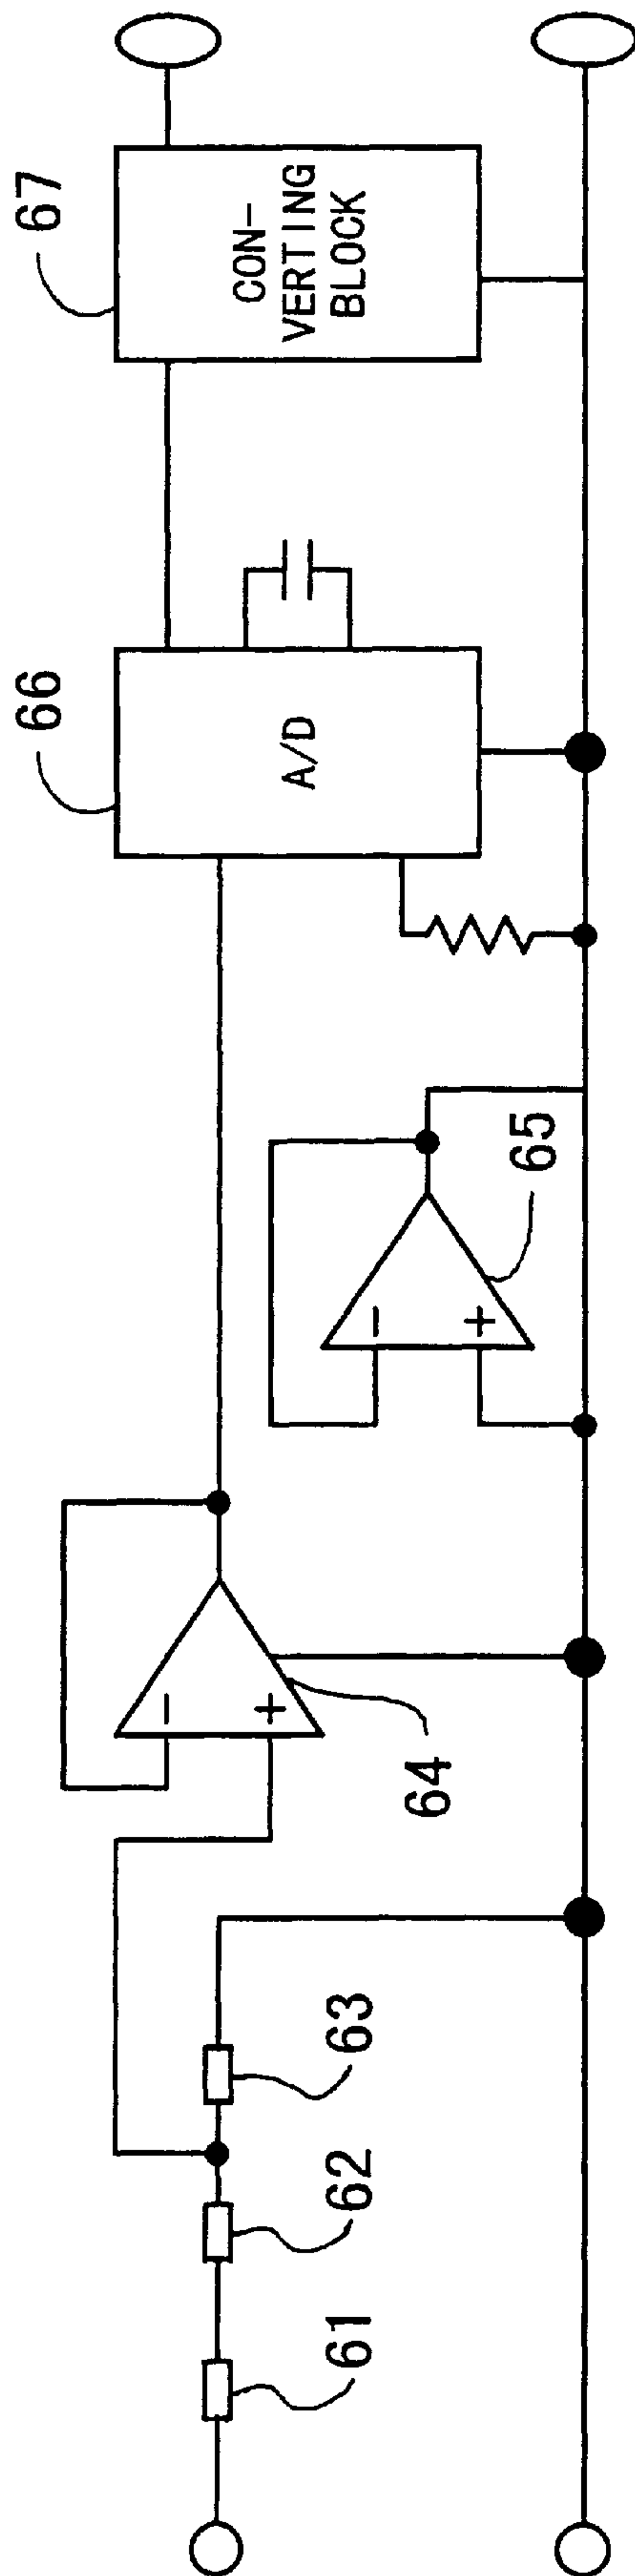 61
62
63
64
-
+
65
-
+
66
A/D
67
CON-
VERTING
BLOCK